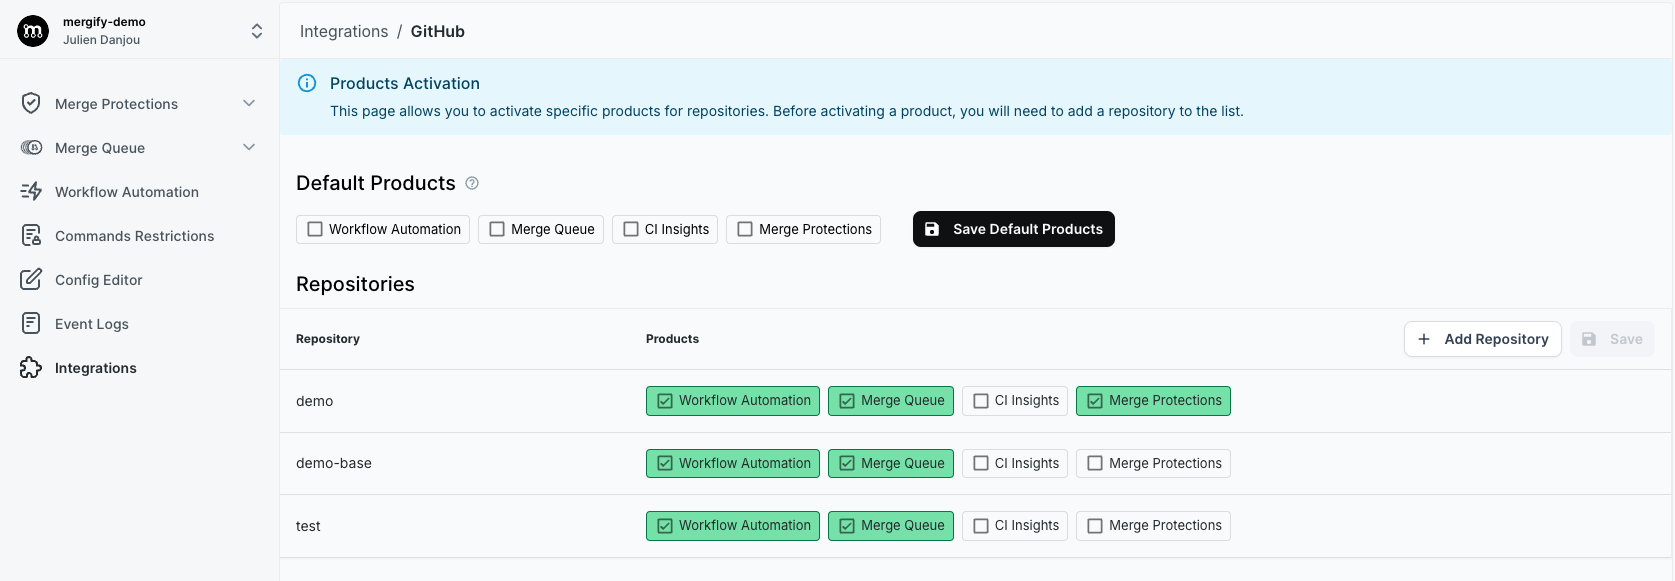 mergify-demo
Julien Danjou
Merge Protections
Merge Queue
Workflow Automation
Commands Restrictions
Config Editor
Event Logs
Integrations
Integrations / GitHub
Products Activation
This page allows you to activate specific products for repositories. Before activating a product, you will need to add a repository to the list.
Default Products
Workflow Automation Merge Queue CI Insights Merge Protections Save Default Products
Repositories
Repository Products Add Repository Save
demo Workflow Automation Merge Queue CI Insights Merge Protections
demo-base Workflow Automation Merge Queue CI Insights Merge Protections
test Workflow Automation Merge Queue CI Insights Merge Protections